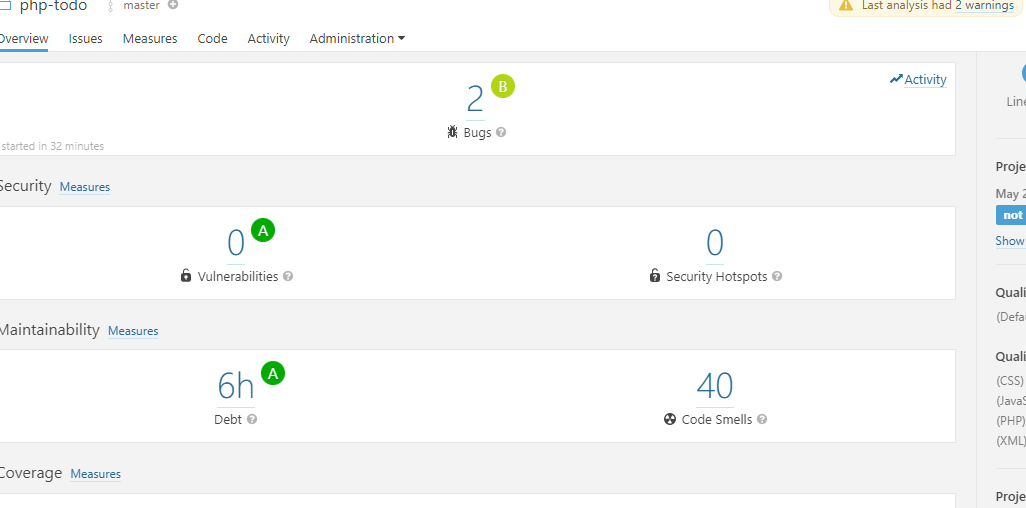 php-todo master Last analysis had 2 warnings
Overview Issues Measures Code Activity Administration
Activity
2 B
Bugs
started in 32 minutes
Security Measures
0 A 0
Vulnerabilities Security Hotspots
Maintainability Measures
6h A 40
Debt Code Smells
Coverage Measures
Line
Proje
May 2
not
Show
Quali
(Defau
Quali
(CSS)
(JavaS
(PHP)
(XML)
Proje